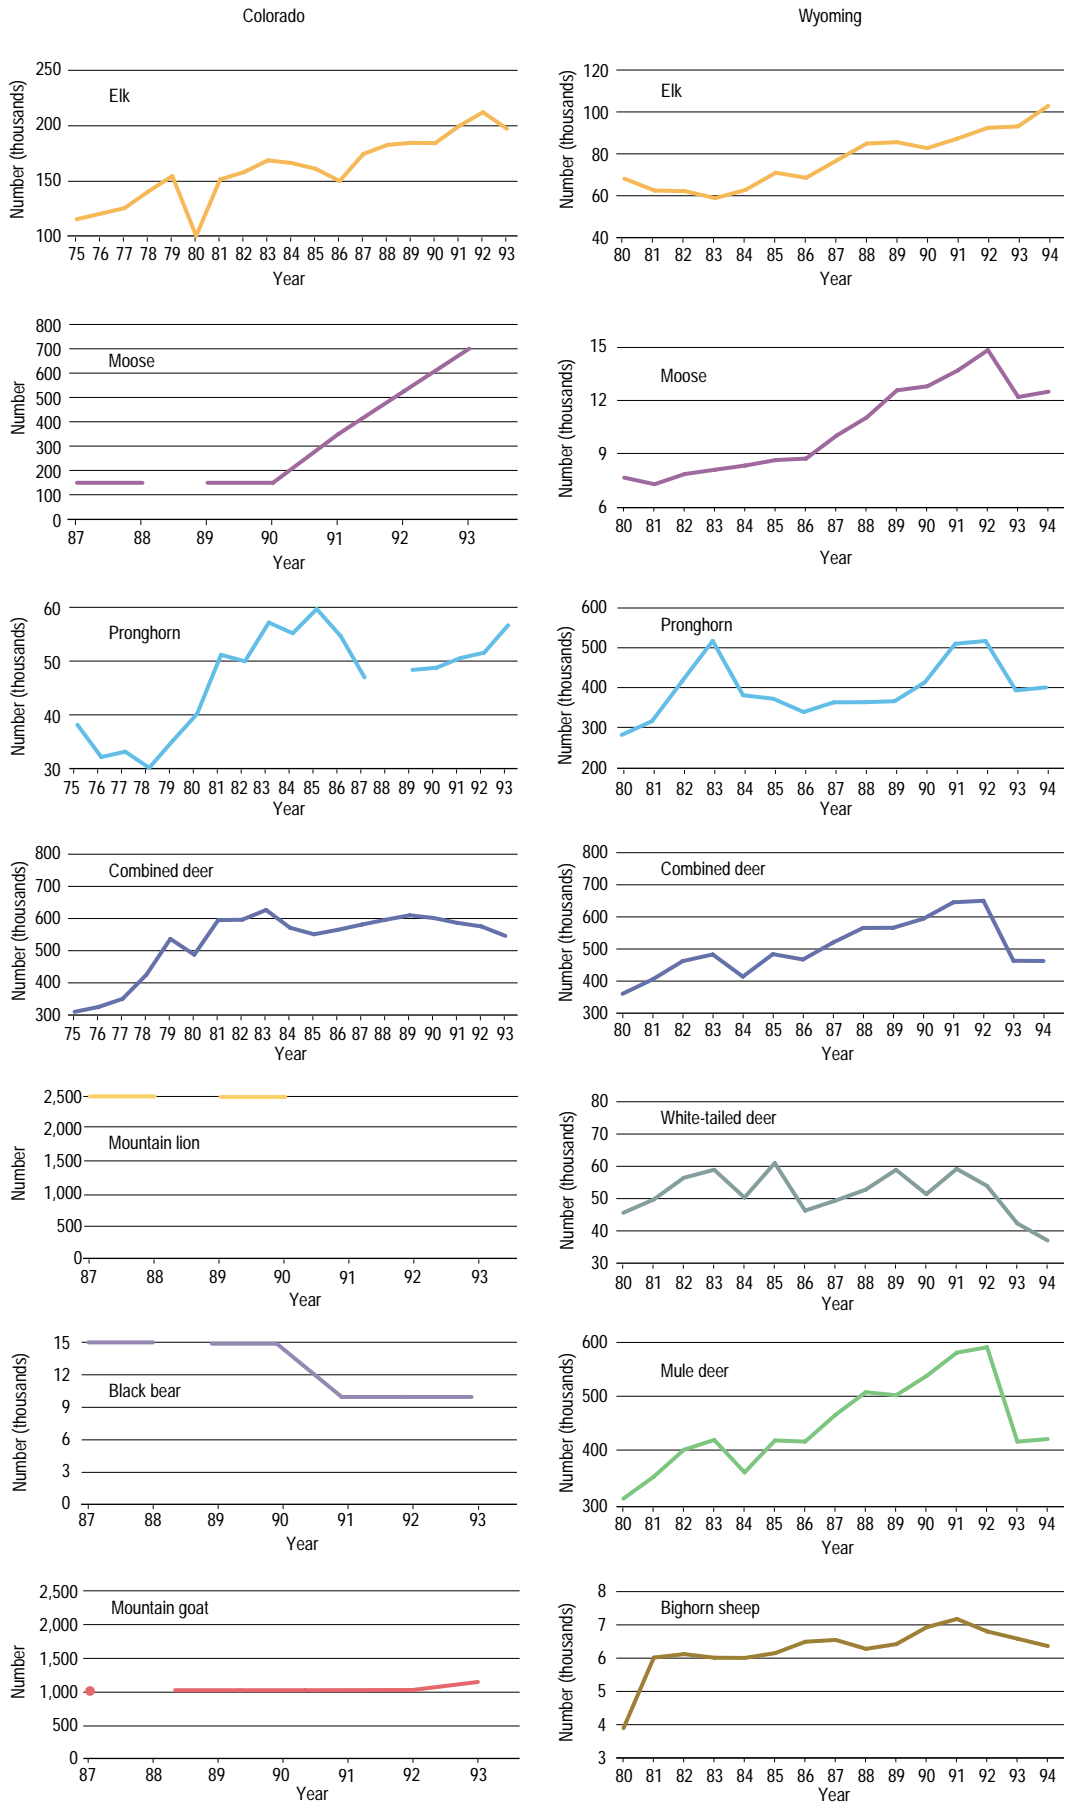 Colorado
Wyoming
Number (thousands)
250
200
150
100
Elk
75 76 77 78 79 80 81 82 83 84 85 86 87 88 89 90 91 92 93
Year
Number (thousands)
120
100
80
60
40
Elk
80 81 82 83 84 85 86 87 88 89 90 91 92 93 94
Year
Number
800
700
600
500
400
300
200
100
0
Moose
87 88 89 90 91 92 93
Year
Number (thousands)
15
12
9
6
Moose
80 81 82 83 84 85 86 87 88 89 90 91 92 93 94
Year
Number (thousands)
60
50
40
30
Pronghorn
75 76 77 78 79 80 81 82 83 84 85 86 87 88 89 90 91 92 93
Year
Number (thousands)
600
500
400
300
200
Pronghorn
80 81 82 83 84 85 86 87 88 89 90 91 92 93 94
Year
Number (thousands)
800
700
600
500
400
300
Combined deer
75 76 77 78 79 80 81 82 83 84 85 86 87 88 89 90 91 92 93
Year
Number (thousands)
800
700
600
500
400
300
Combined deer
80 81 82 83 84 85 86 87 88 89 90 91 92 93 94
Year
Number
2,500
2,000
1,500
1,000
500
0
Mountain lion
87 88 89 90 91 92 93
Year
Number (thousands)
80
70
60
50
40
30
White-tailed deer
80 81 82 83 84 85 86 87 88 89 90 91 92 93 94
Year
Number (thousands)
15
12
9
6
3
0
Black bear
87 88 89 90 91 92 93
Year
Number (thousands)
600
500
400
300
Mule deer
80 81 82 83 84 85 86 87 88 89 90 91 92 93 94
Year
Number
2,500
2,000
1,500
1,000
500
0
Mountain goat
87 88 89 90 91 92 93
Year
Number (thousands)
8
7
6
5
4
3
Bighorn sheep
80 81 82 83 84 85 86 87 88 89 90 91 92 93 94
Year